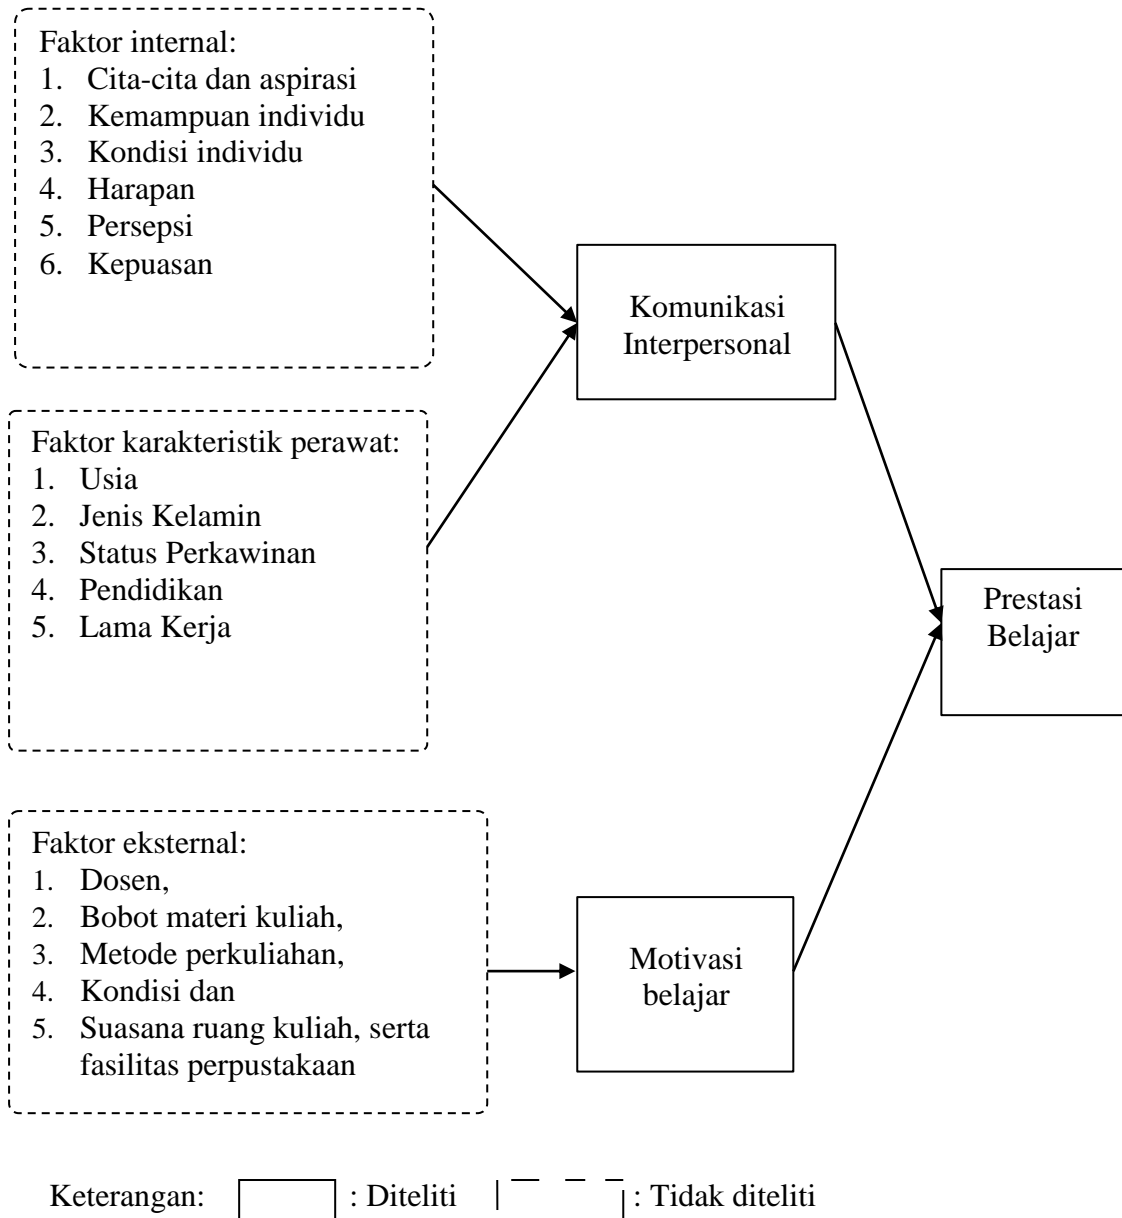 Faktor internal:
1. Cita-cita dan aspirasi
2. Kemampuan individu
3. Kondisi individu
4. Harapan
5. Persepsi
6. Kepuasan
Komunikasi
Interpersonal
Faktor karakteristik perawat:
1. Usia
2. Jenis Kelamin
3. Status Perkawinan
4. Pendidikan
5. Lama Kerja
Prestasi
Belajar
Faktor eksternal:
1. Dosen,
2. Bobot materi kuliah,
3. Metode perkuliahan,
4. Kondisi dan
5. Suasana ruang kuliah, serta
fasilitas perpustakaan
Motivasi
belajar
Keterangan: : Diteliti : Tidak diteliti